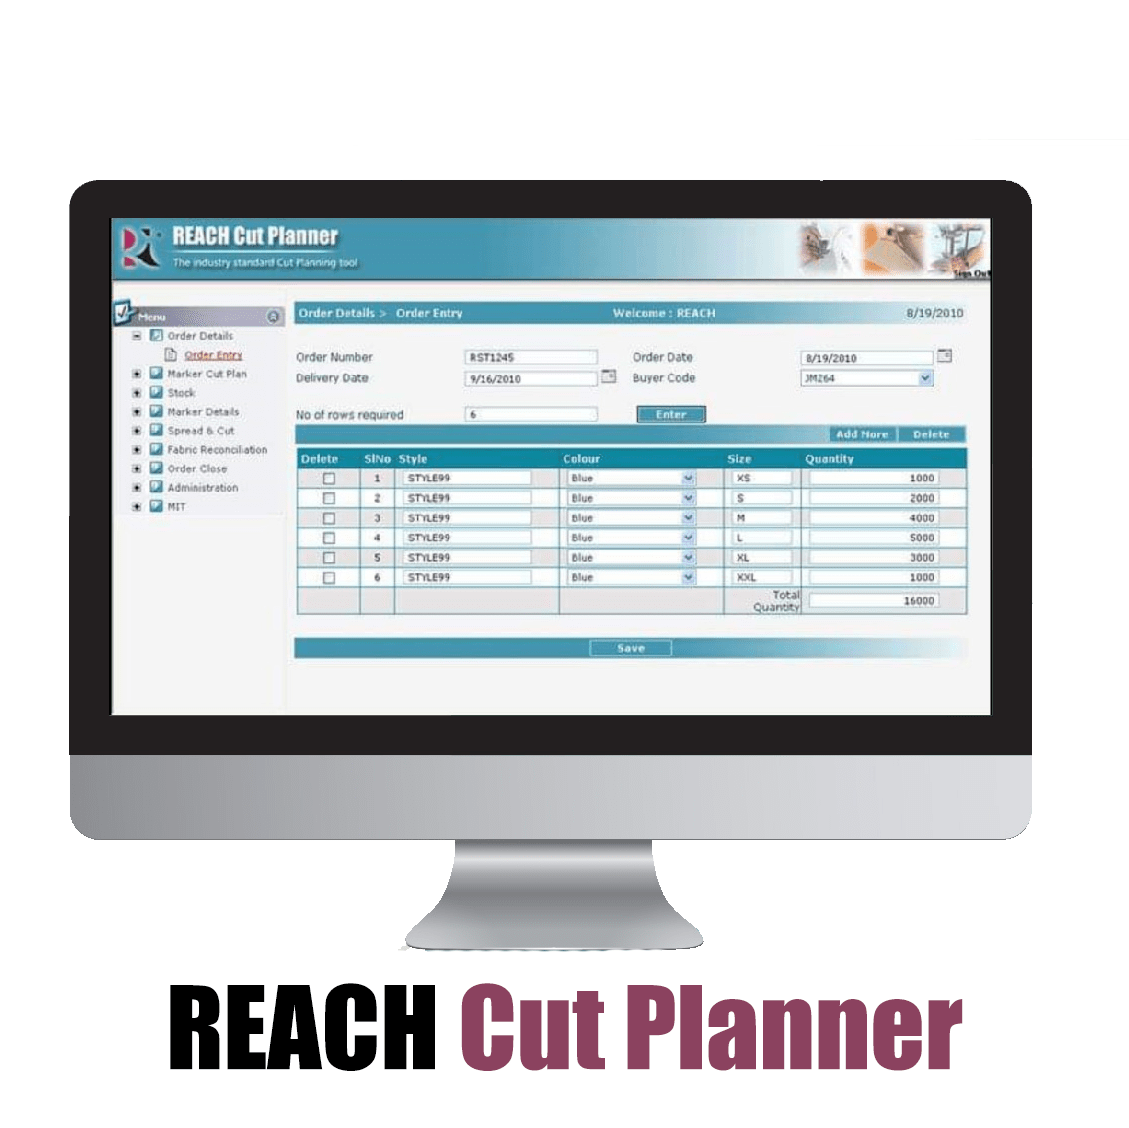 REACH Cut Planner
The industry standard Cut Planning tool
Sign Out
Menu
Order Details
Order Entry
Marker Cut Plan
Stock
Marker Details
Spread & Cut
Fabric Reconciliation
Order Close
Administration
MIT
Order Details > Order Entry Welcome : REACH 8/19/2010
Order Number RST1245 Order Date 8/19/2010
Delivery Date 9/16/2010 Buyer Code JM264
No of rows required 6 Enter
Add More Delete
Delete SlNo Style Colour Size Quantity
1 STYLE99 Blue XS 1000
2 STYLE99 Blue S 2000
3 STYLE99 Blue M 4000
4 STYLE99 Blue L 5000
5 STYLE99 Blue XL 3000
6 STYLE99 Blue XXL 1000
Total Quantity 16000
Save
REACH Cut Planner